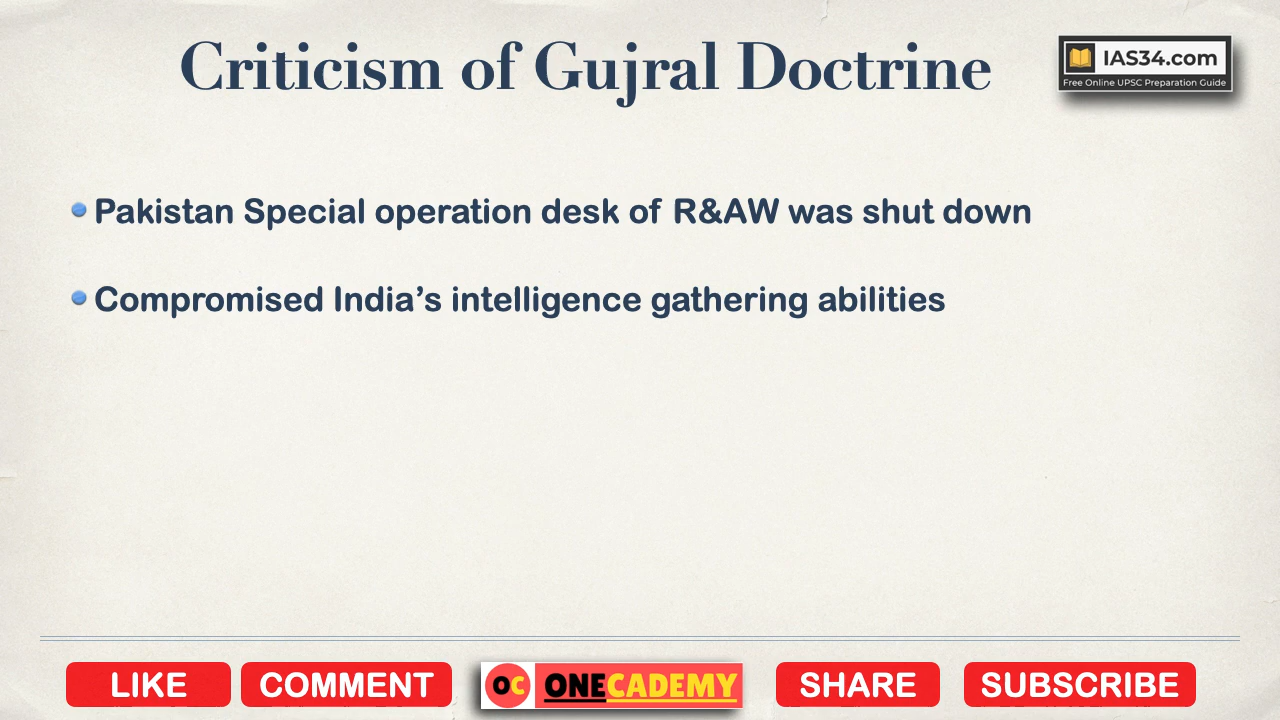 Criticism of Gujral Doctrine
IAS34.com
Free Online UPSC Preparation Guide
Pakistan Special operation desk of R&AW was shut down
Compromised India’s intelligence gathering abilities
LIKE
COMMENT
OC ONECADEMY
SHARE
SUBSCRIBE